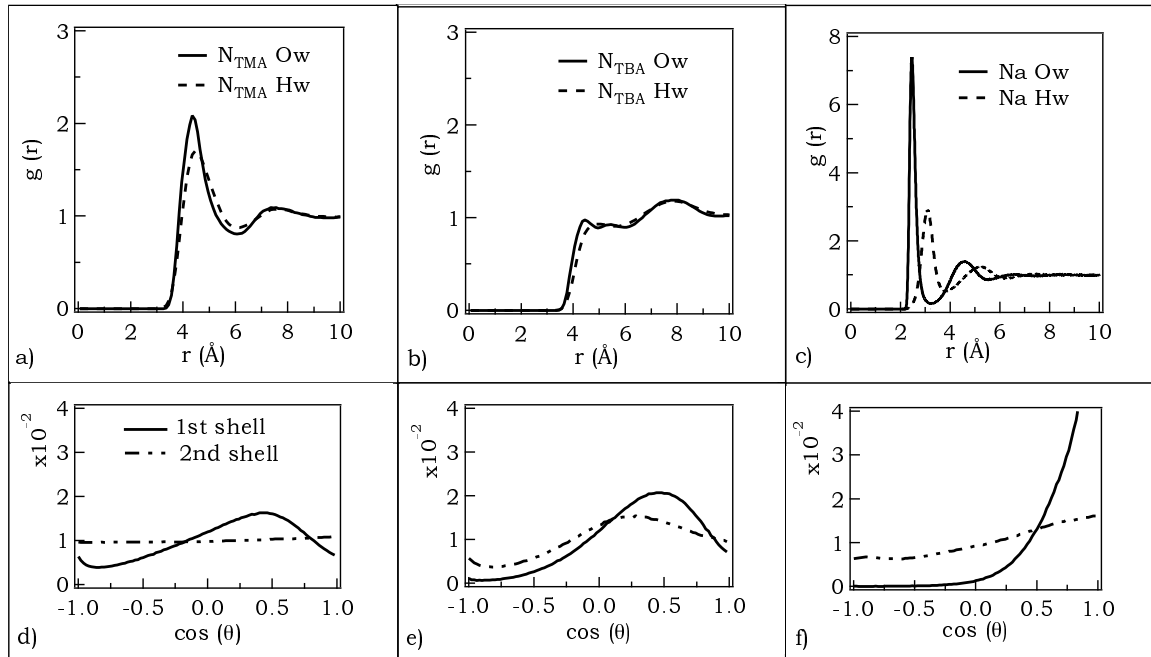 3
2
1
0
g (r)
N_TMA Ow
N_TMA Hw
0 2 4 6 8 10
r (Å)
a)
3
2
1
0
g (r)
N_TBA Ow
N_TBA Hw
0 2 4 6 8 10
r (Å)
b)
8
6
4
2
0
g (r)
Na Ow
Na Hw
0 2 4 6 8 10
r (Å)
c)
4
3
2
1
0
x10⁻²
1st shell
2nd shell
-1.0 -0.5 0.0 0.5 1.0
cos (θ)
d)
4
3
2
1
0
x10⁻²
-1.0 -0.5 0.0 0.5 1.0
cos (θ)
e)
4
3
2
1
0
x10⁻²
-1.0 -0.5 0.0 0.5 1.0
cos (θ)
f)